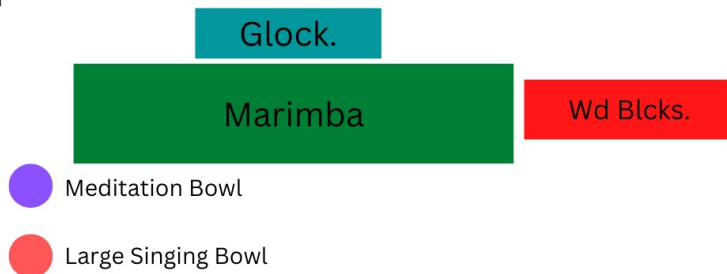 Glock.
Marimba
Wd Blcks.
Meditation Bowl
Large Singing Bowl